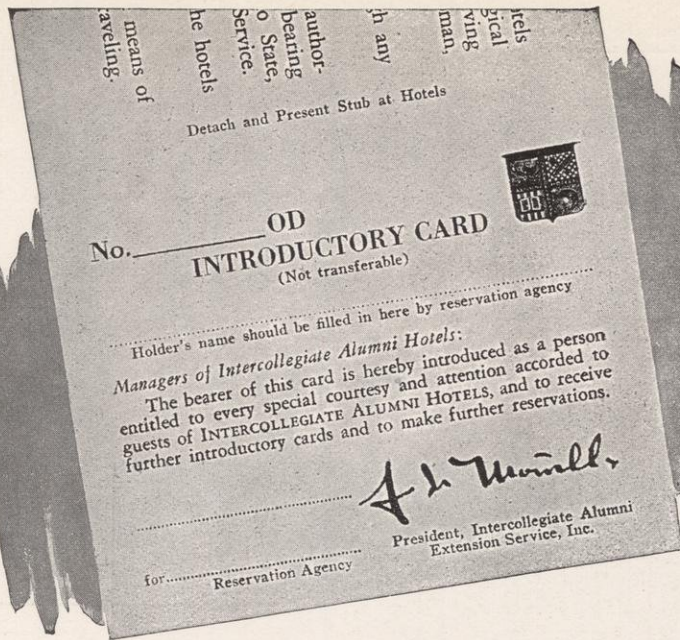 means of
raveling.
he hotels
author-
bearing
o State,
Service.
h any
tels
gical
ving
man,
Detach and Present Stub at Hotels
No.__________OD
INTRODUCTORY CARD
(Not transferable)
Holder's name should be filled in here by reservation agency
Managers of Intercollegiate Alumni Hotels:
The bearer of this card is hereby introduced as a person
entitled to every special courtesy and attention accorded to
guests of INTERCOLLEGIATE ALUMNI HOTELS, and to receive
further introductory cards and to make further reservations.
President, Intercollegiate Alumni
Extension Service, Inc.
for....................................
Reservation Agency